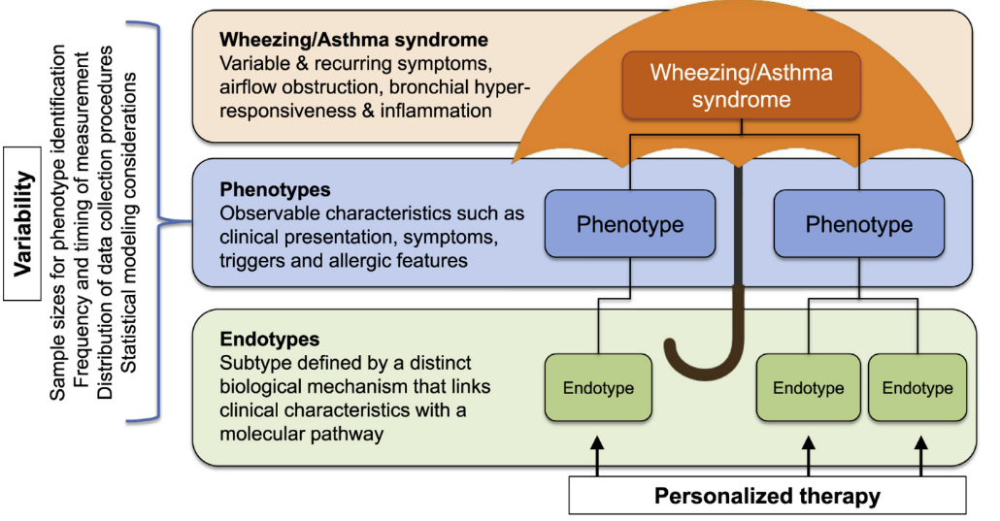 Variability
Sample sizes for phenotype identification
Frequency and timing of measurement
Distribution of data collection procedures
Statistical modeling considerations
Wheezing/Asthma syndrome
Variable & recurring symptoms,
airflow obstruction, bronchial hyper-
responsiveness & inflammation
Wheezing/Asthma
syndrome
Phenotypes
Observable characteristics such as
clinical presentation, symptoms,
triggers and allergic features
Phenotype
Phenotype
Endotypes
Subtype defined by a distinct
biological mechanism that links
clinical characteristics with a
molecular pathway
Endotype
Endotype
Endotype
Personalized therapy